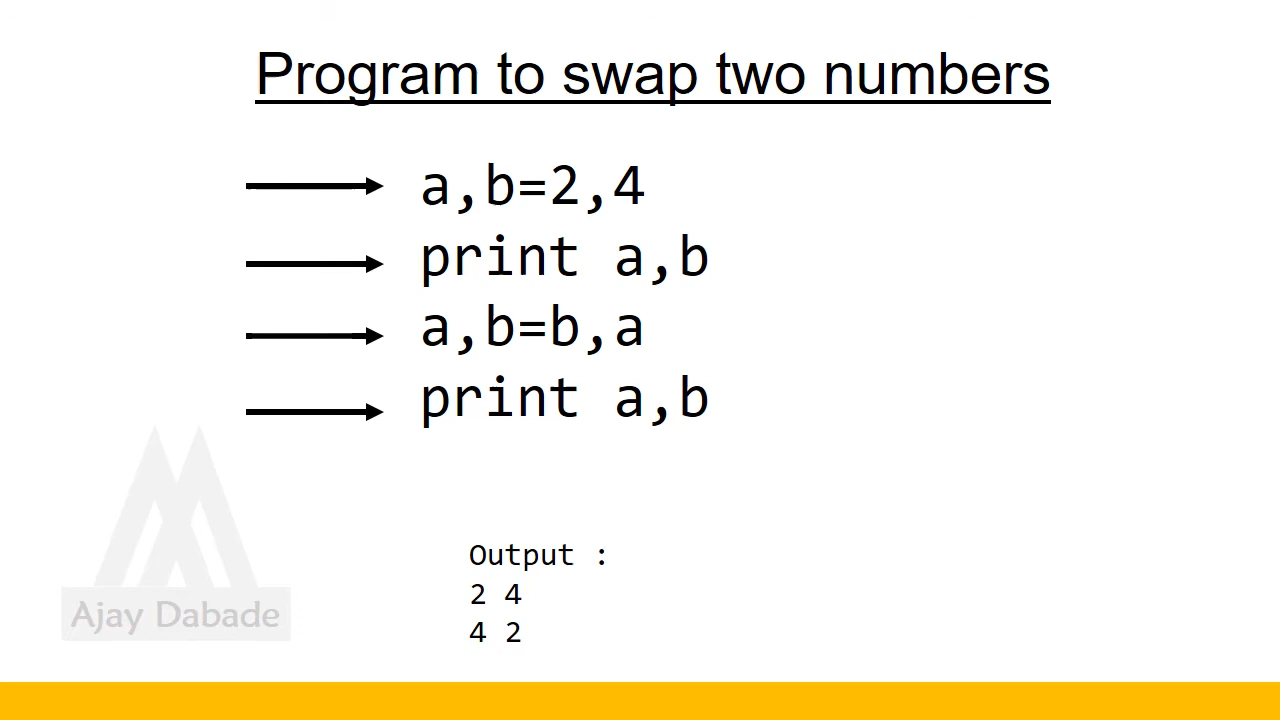 Program to swap two numbers
a,b=2,4
print a,b
a,b=b,a
print a,b
Output :
2 4
4 2
Ajay Dabade